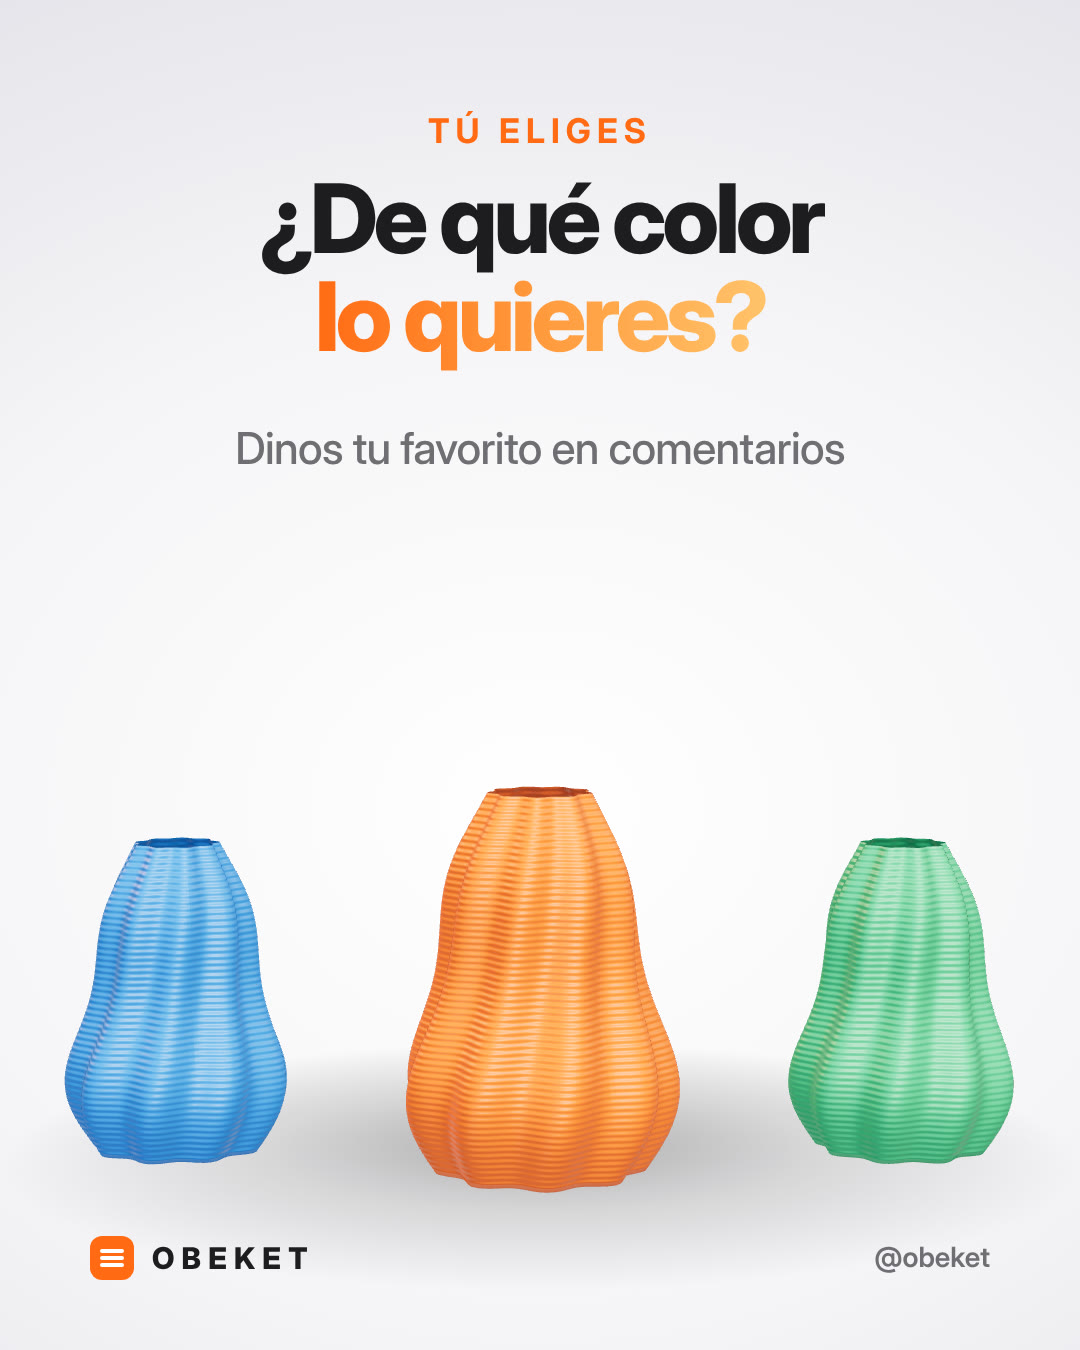 TÚ ELIGES
¿De qué color
lo quieres?
Dinos tu favorito en comentarios
OBEKET
@obeket